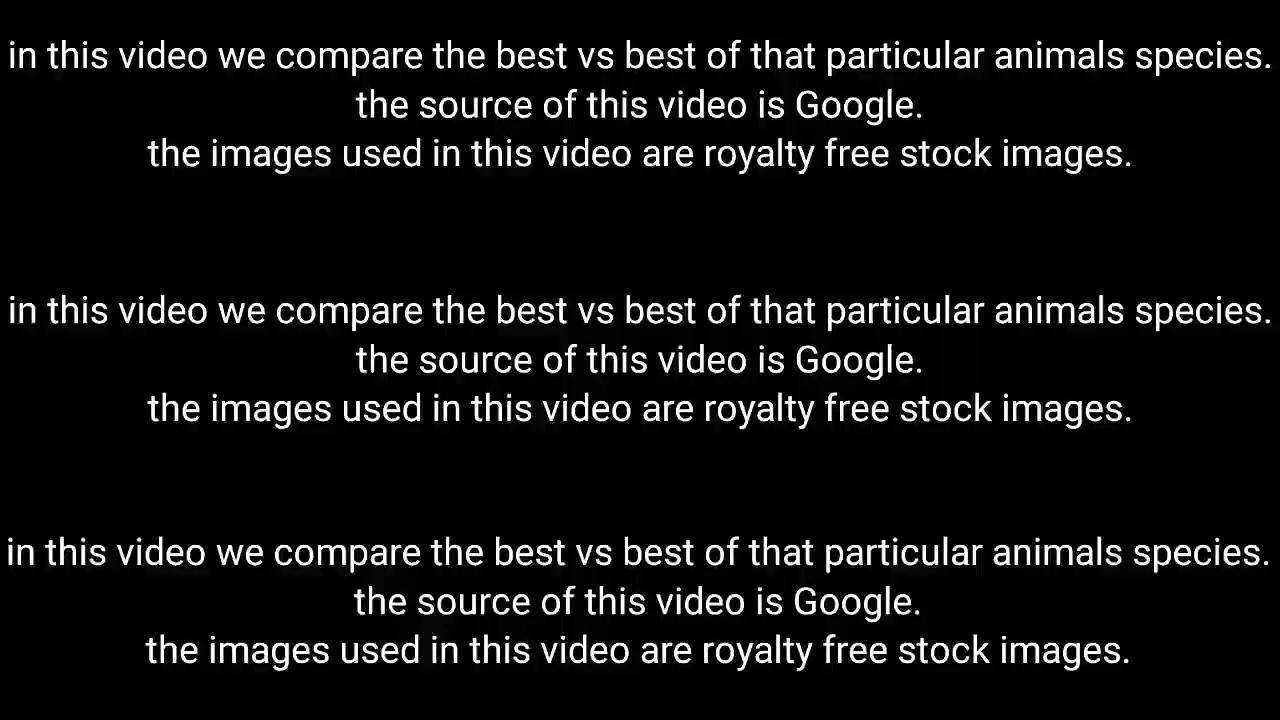 in this video we compare the best vs best of that particular animals species.
the source of this video is Google.
the images used in this video are royalty free stock images.
in this video we compare the best vs best of that particular animals species.
the source of this video is Google.
the images used in this video are royalty free stock images.
in this video we compare the best vs best of that particular animals species.
the source of this video is Google.
the images used in this video are royalty free stock images.